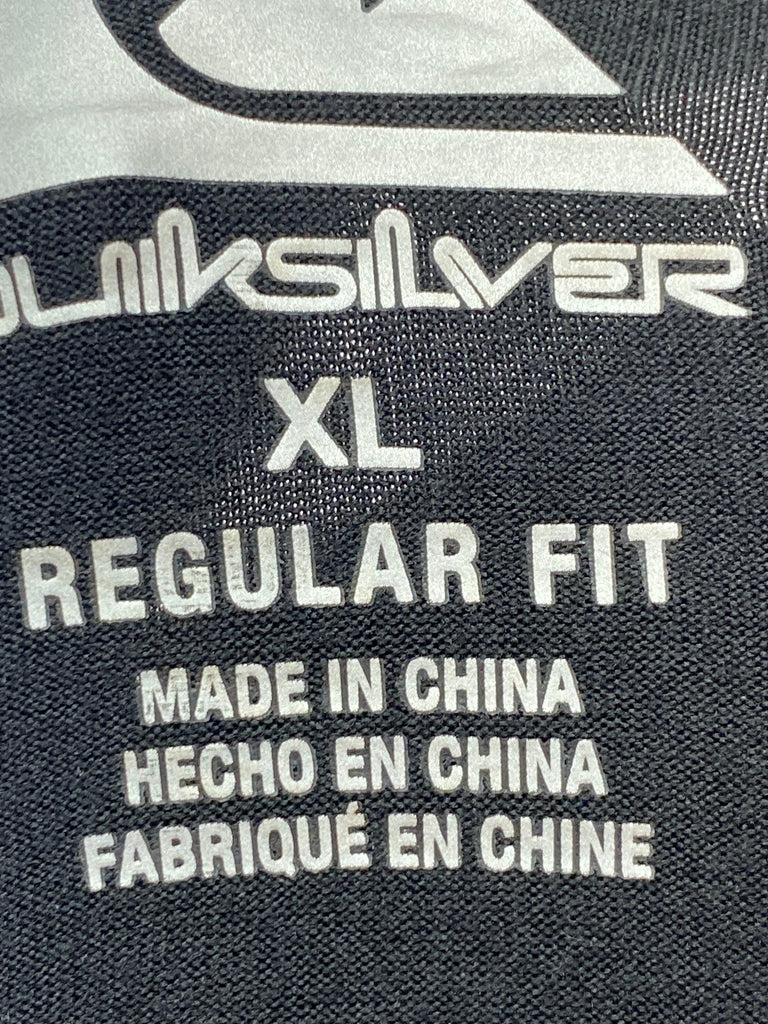 QUIKSILVER
XL
REGULAR FIT
MADE IN CHINA
HECHO EN CHINA
FABRIQUÉ EN CHINE